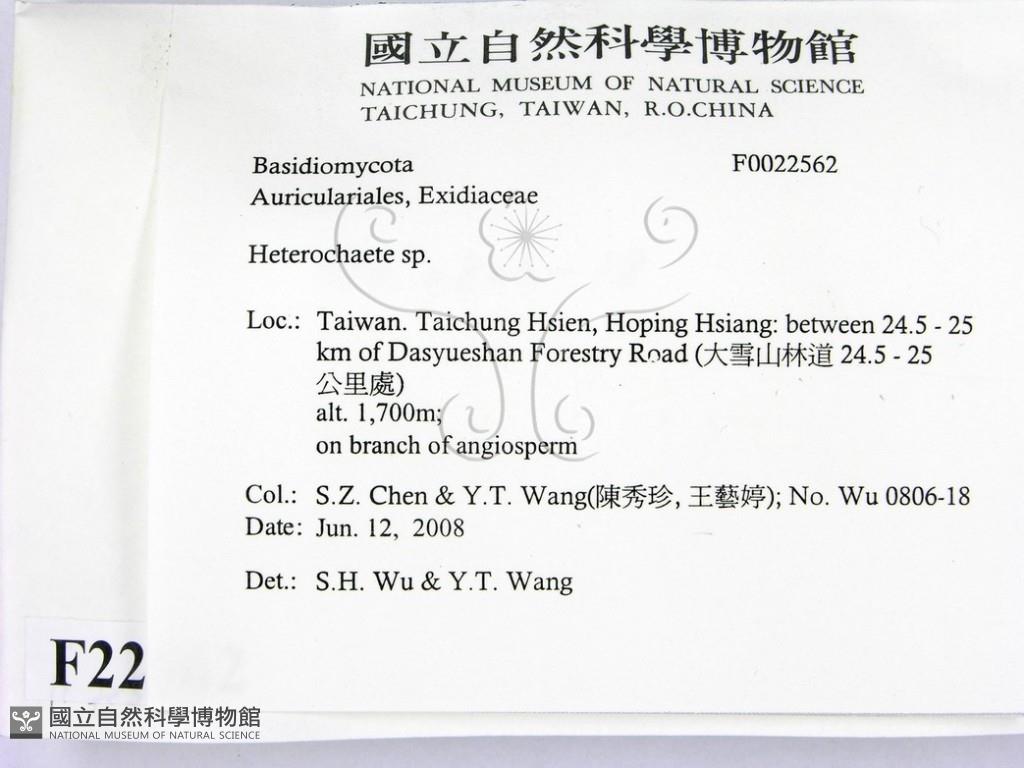 國立自然科學博物館
NATIONAL MUSEUM OF NATURAL SCIENCE
TAICHUNG, TAIWAN, R.O.CHINA
Basidiomycota F0022562
Auriculariales, Exidiaceae
Heterochaete sp.
Loc.: Taiwan. Taichung Hsien, Hoping Hsiang: between 24.5 - 25
km of Dasyueshan Forestry Road (大雪山林道 24.5 - 25
公里處)
alt. 1,700m;
on branch of angiosperm
Col.: S.Z. Chen & Y.T. Wang(陳秀珍, 王藝婷); No. Wu 0806-18
Date: Jun. 12, 2008
Det.: S.H. Wu & Y.T. Wang
F22
國立自然科學博物館
NATIONAL MUSEUM OF NATURAL SCIENCE